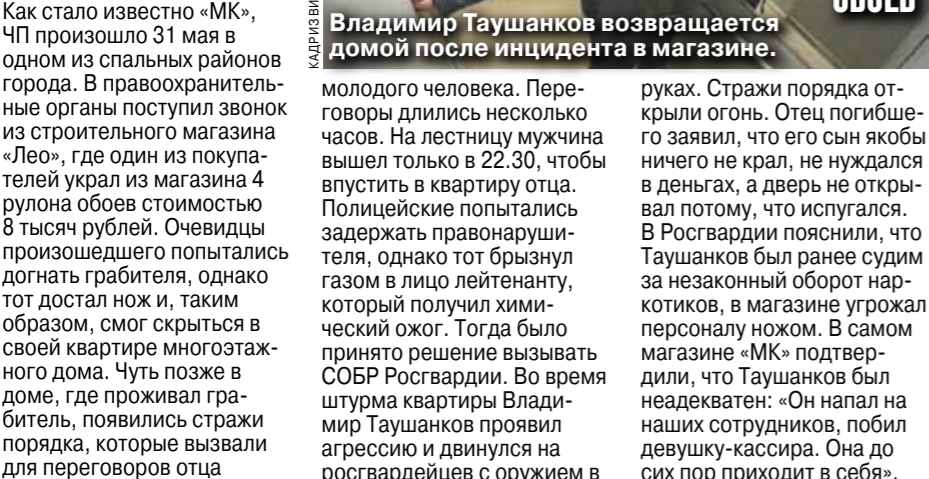 Как стало известно «МК»,
ЧП произошло 31 мая в
одном из спальных районов
города. В правоохранитель-
ные органы поступил звонок
из строительного магазина
«Лео», где один из покупа-
телей украл из магазина 4
рулона обоев стоимостью
8 тысяч рублей. Очевидцы
произошедшего попытались
догнать грабителя, однако
тот достал нож и, таким
образом, смог скрыться в
своей квартире многоэтаж-
ного дома. Чуть позже в
доме, где проживал гра-
битель, появились стражи
порядка, которые вызвали
для переговоров отца
Владимир Таушанков возвращается
домой после инцидента в магазине.
молодого человека. Пере-
говоры длились несколько
часов. На лестницу мужчина
вышел только в 22.30, чтобы
впустить в квартиру отца.
Полицейские попытались
задержать правонаруши-
теля, однако тот брызнул
газом в лицо лейтенанту,
который получил хими-
ческий ожог. Тогда было
принято решение вызывать
СОБР Росгвардии. Во время
штурма квартиры Влади-
мир Таушанков проявил
агрессию и двинулся на
росгвардейцев с оружием в
руках. Стражи порядка от-
крыли огонь. Отец погибше-
го заявил, что его сын якобы
ничего не крал, не нуждался
в деньгах, а дверь не откры-
вал потому, что испугался.
В Росгвардии пояснили, что
Таушанков был ранее судим
за незаконный оборот нар-
котиков, в магазине угрожал
персоналу ножом. В самом
магазине «МК» подтвер-
дили, что Таушанков был
неадекватен: «Он напал на
наших сотрудников, побил
девушку-кассира. Она до
сих пор приходит в себя».